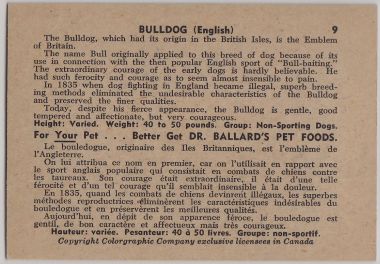 BULLDOG (English) 9
The Bulldog, which had its origin in the British Isles, is the Emblem
of Britain.
The name Bull originally applied to this breed of dog because of its
use in connection with the then popular English sport of "Bull-baiting."
The extraordinary courage of the early dogs is hardly believable. He
had such ferocity and courage as to seem almost insensible to pain.
In 1835 when dog fighting in England became illegal, superb breed-
ing methods eliminated the undesirable characteristics of the Bulldog
and preserved the finer qualities.
Today, despite his fierce appearance, the Bulldog is gentle, good
tempered and affectionate, but very courageous.
Height: Varied. Weight: 40 to 50 pounds. Group: Non-Sporting Dogs.
For Your Pet . . . Better Get DR. BALLARD'S PET FOODS.
Le bouledogue, originaire des Iles Britanniques, est l'emblème de
l'Angleterre.
On lui attribua ce nom en premier, car on l'utilisait en rapport avec
le sport anglais populaire qui consistait en combats de chiens contre
les taureaux. Son courage était extraordinaire, il était d'une telle
férocité et d'un tel courage qu'il semblait insensible à la douleur.
En 1835, quand les combats de chiens devinrent illégaux, les superbes
méthodes reproductrices éliminèrent les caractéristiques indésirables du
bouledogue et en préservèrent les meilleures qualités.
Aujourd'hui, en dépit de son apparence féroce, le bouledogue est
gentil, de bon caractère et affectueux mais très courageux.
Hauteur: variée. Pesanteur: 40 à 50 livres. Groupe: non-sportif.
Copyright Colorgraphic Company exclusive licensees in Canada